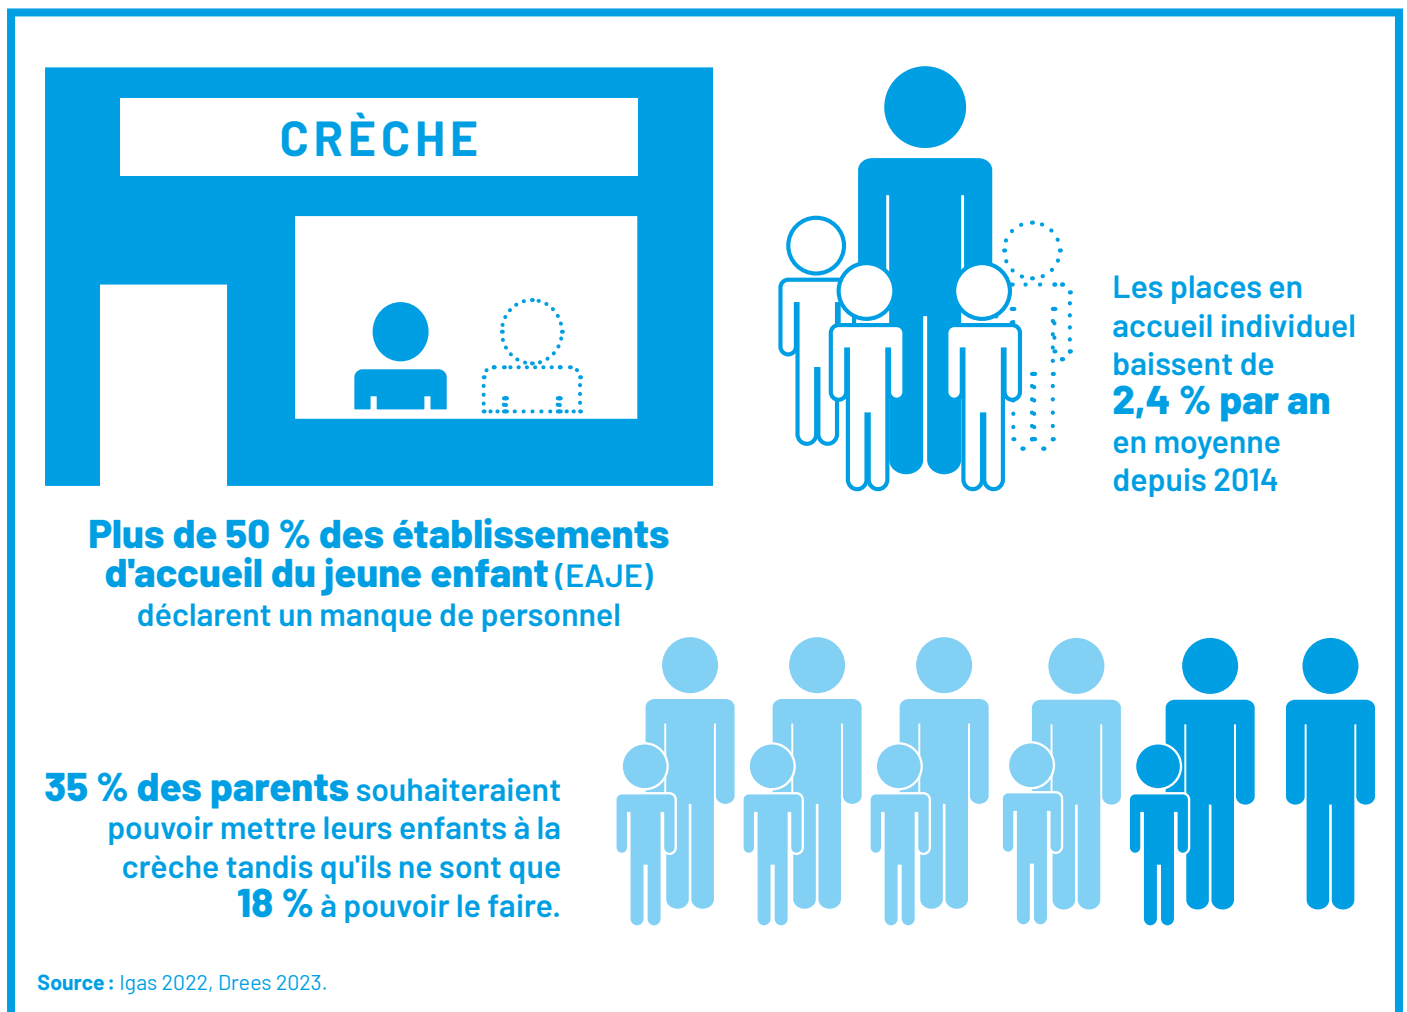 CRÈCHE
Plus de 50 % des établissements
d'accueil du jeune enfant (EAJE)
déclarent un manque de personnel
Les places en
accueil individuel
baissent de
2,4 % par an
en moyenne
depuis 2014
35 % des parents souhaiteraient
pouvoir mettre leurs enfants à la
crèche tandis qu'ils ne sont que
18 % à pouvoir le faire.
Source : Igas 2022, Drees 2023.